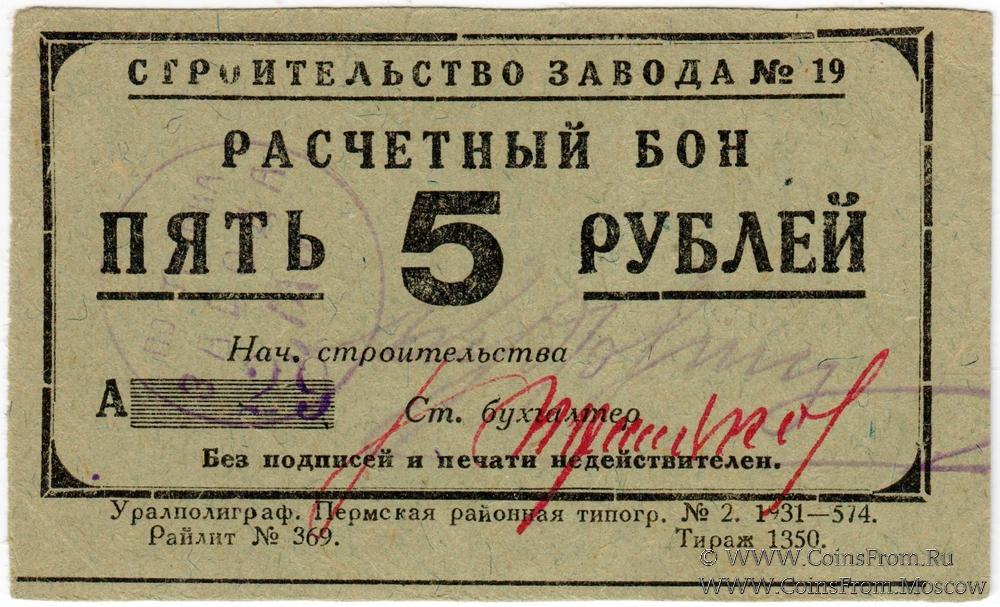 СТРОИТЕЛЬСТВО ЗАВОДА № 19
РАСЧЕТНЫЙ БОН
ПЯТЬ 5 РУБЛЕЙ
Нач. строительства
А 29
Ст. бухгалтер
Без подписей и печати недействителен.
Уралполиграф. Пермская районная типогр. № 2. 1931—574.
Райлит № 369. Тираж 1350.
© WWW.CoinsFrom.Ru
WWW.CoinsFrom.Moscow